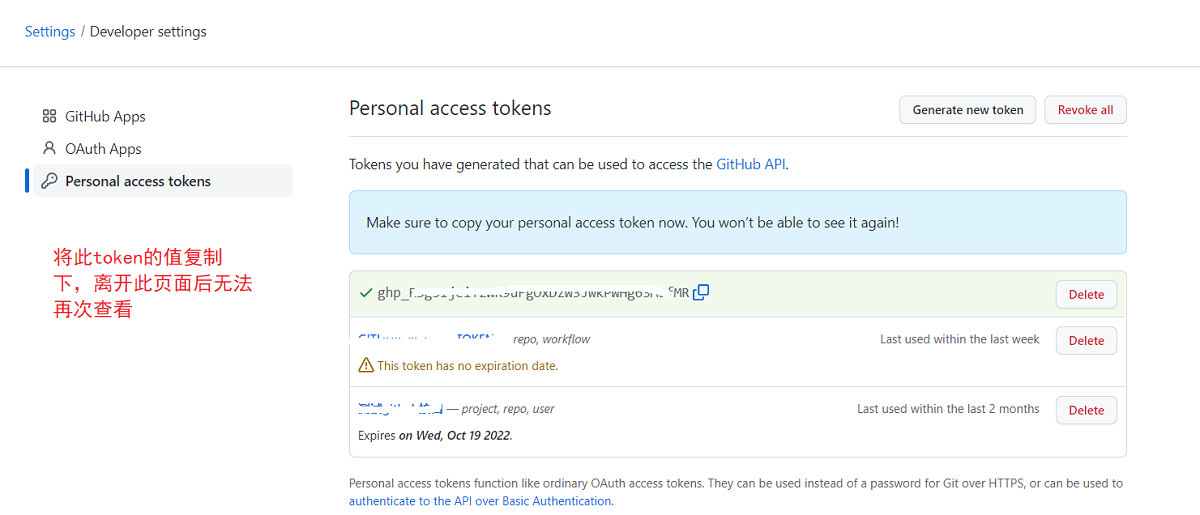 Settings / Developer settings
GitHub Apps
OAuth Apps
Personal access tokens
将此token的值复制
下，离开此页面后无法
再次查看
Personal access tokens
Generate new token
Revoke all
Tokens you have generated that can be used to access the GitHub API.
Make sure to copy your personal access token now. You won’t be able to see it again!
Delete
repo, workflow
Last used within the last week
Delete
This token has no expiration date.
— project, repo, user
Last used within the last 2 months
Delete
Expires on Wed, Oct 19 2022.
Personal access tokens function like ordinary OAuth access tokens. They can be used instead of a password for Git over HTTPS, or can be used to
authenticate to the API over Basic Authentication.